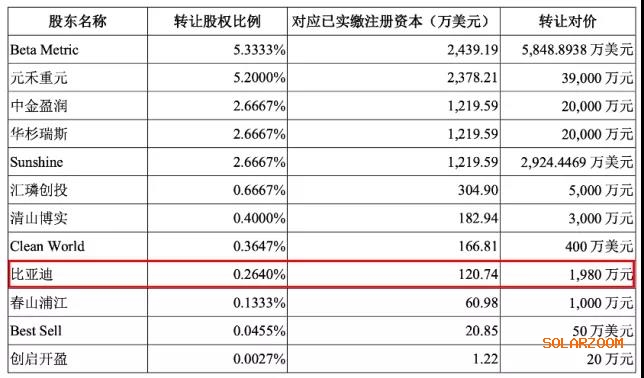 股东名称 转让股权比例 对应已实缴注册资本（万美元） 转让对价
Beta Metric 5.3333% 2,439.19 5,848.8938 万美元
元禾重元 5.2000% 2,378.21 39,000 万元
中金盈润 2.6667% 1,219.59 20,000 万元
华杉瑞斯 2.6667% 1,219.59 20,000 万元
Sunshine 2.6667% 1,219.59 2,924.4469 万美元
汇璘创投 0.6667% 304.90 5,000 万元
清山博实 0.4000% 182.94 3,000 万元
Clean World 0.3647% 166.81 400 万美元
比亚迪 0.2640% 120.74 1,980 万元
春山浦江 0.1333% 60.98 1,000 万元
Best Sell 0.0455% 20.85 50 万美元
创启开盈 0.0027% 1.22 20 万元
SOLARZOOM